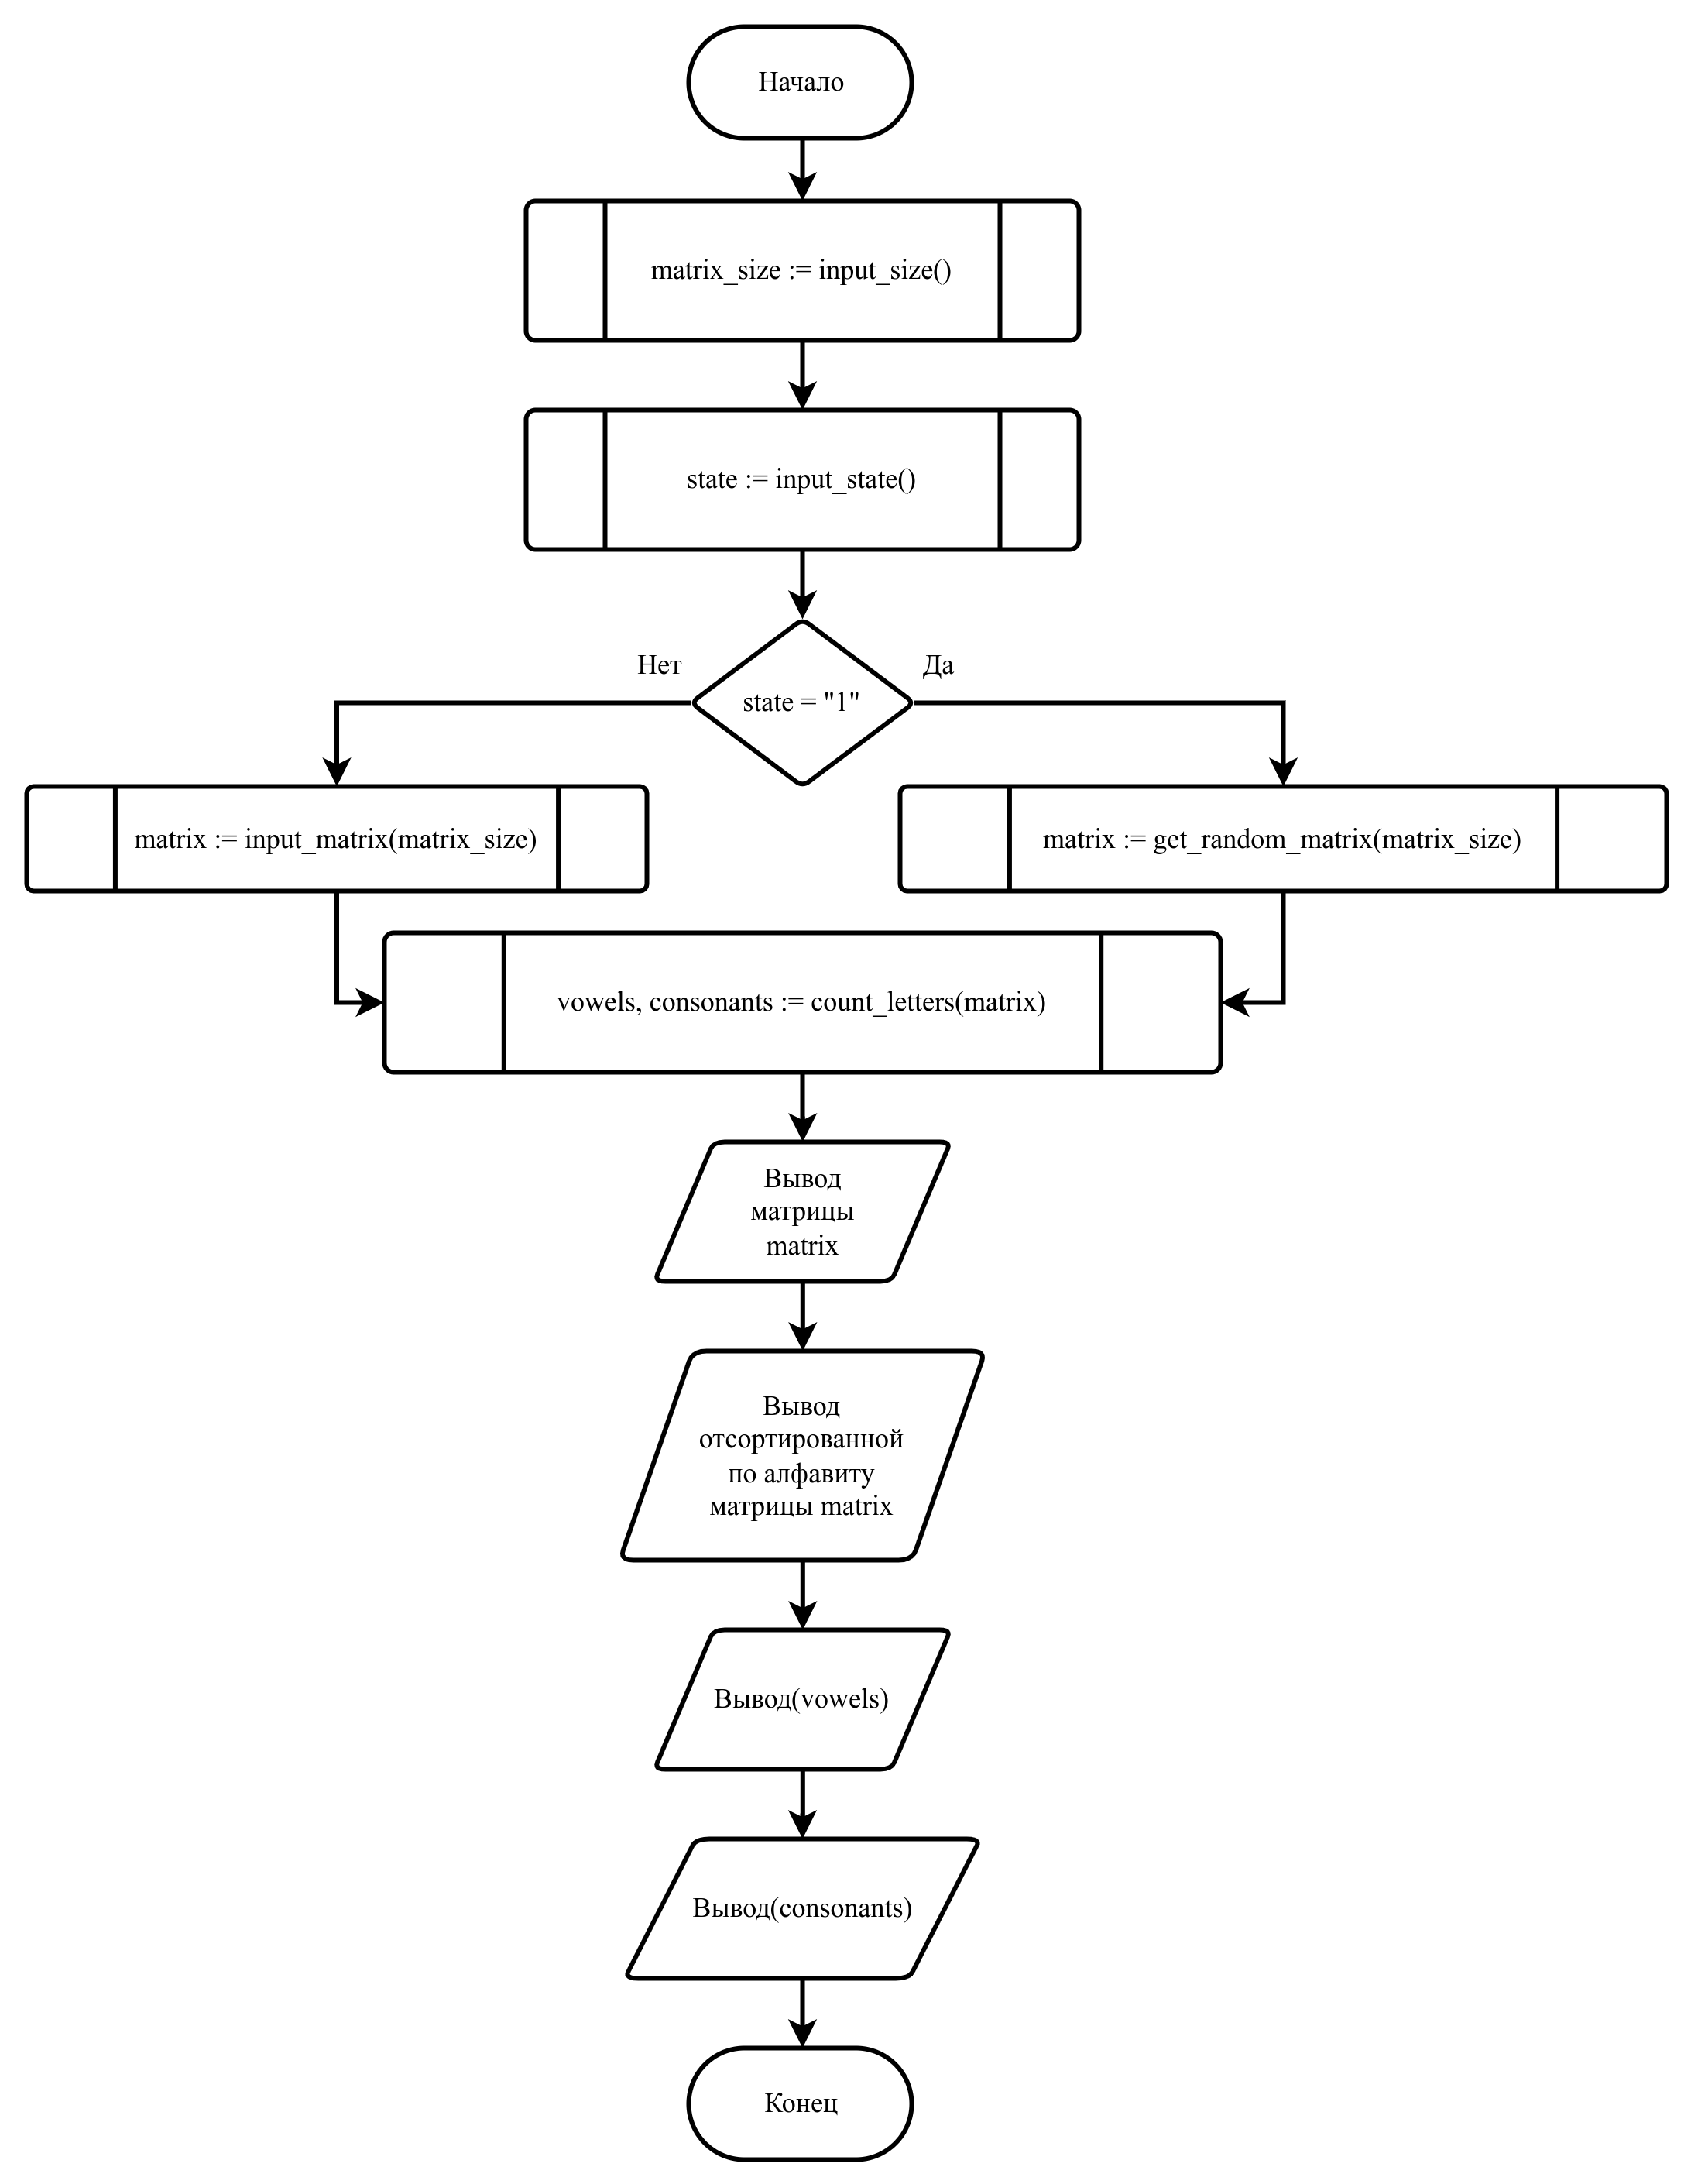 Начало
matrix_size := input_size()
state := input_state()
Нет
Да
state = "1"
matrix := input_matrix(matrix_size)
matrix := get_random_matrix(matrix_size)
vowels, consonants := count_letters(matrix)
Вывод
матрицы
matrix
Вывод
отсортированной
по алфавиту
матрицы matrix
Вывод(vowels)
Вывод(consonants)
Конец